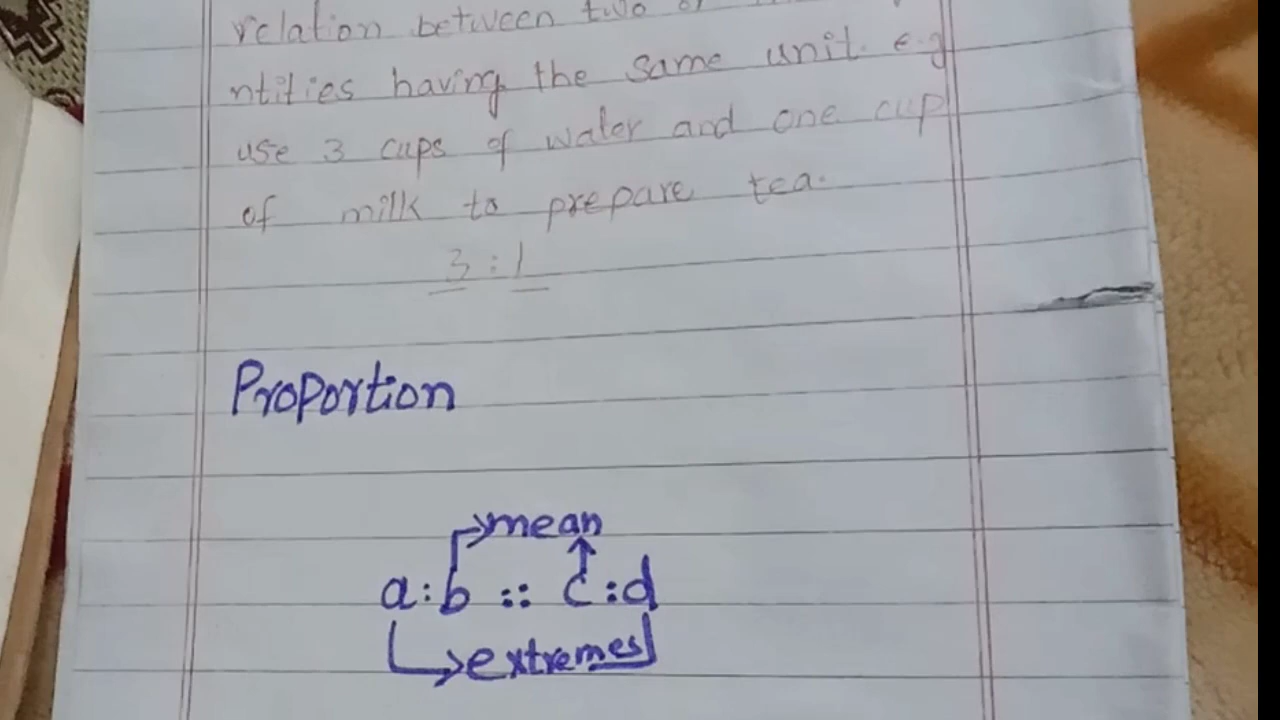 relation between two or
ntities having the same unit. e.g
use 3 cups of water and one cup
of milk to prepare tea.
3 : 1
Proportion
mean
a : b :: c : d
extremes